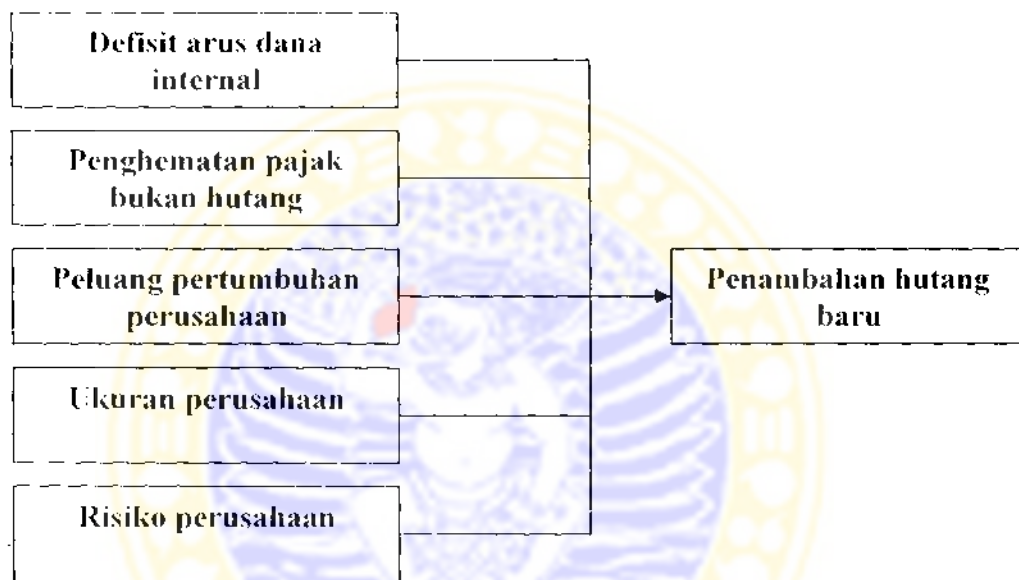 Defisit arus dana
internal
Penghematan pajak
bukan hutang
Peluang pertumbuhan
perusahaan
Penambahan hutang
baru
Ukuran perusahaan
Risiko perusahaan